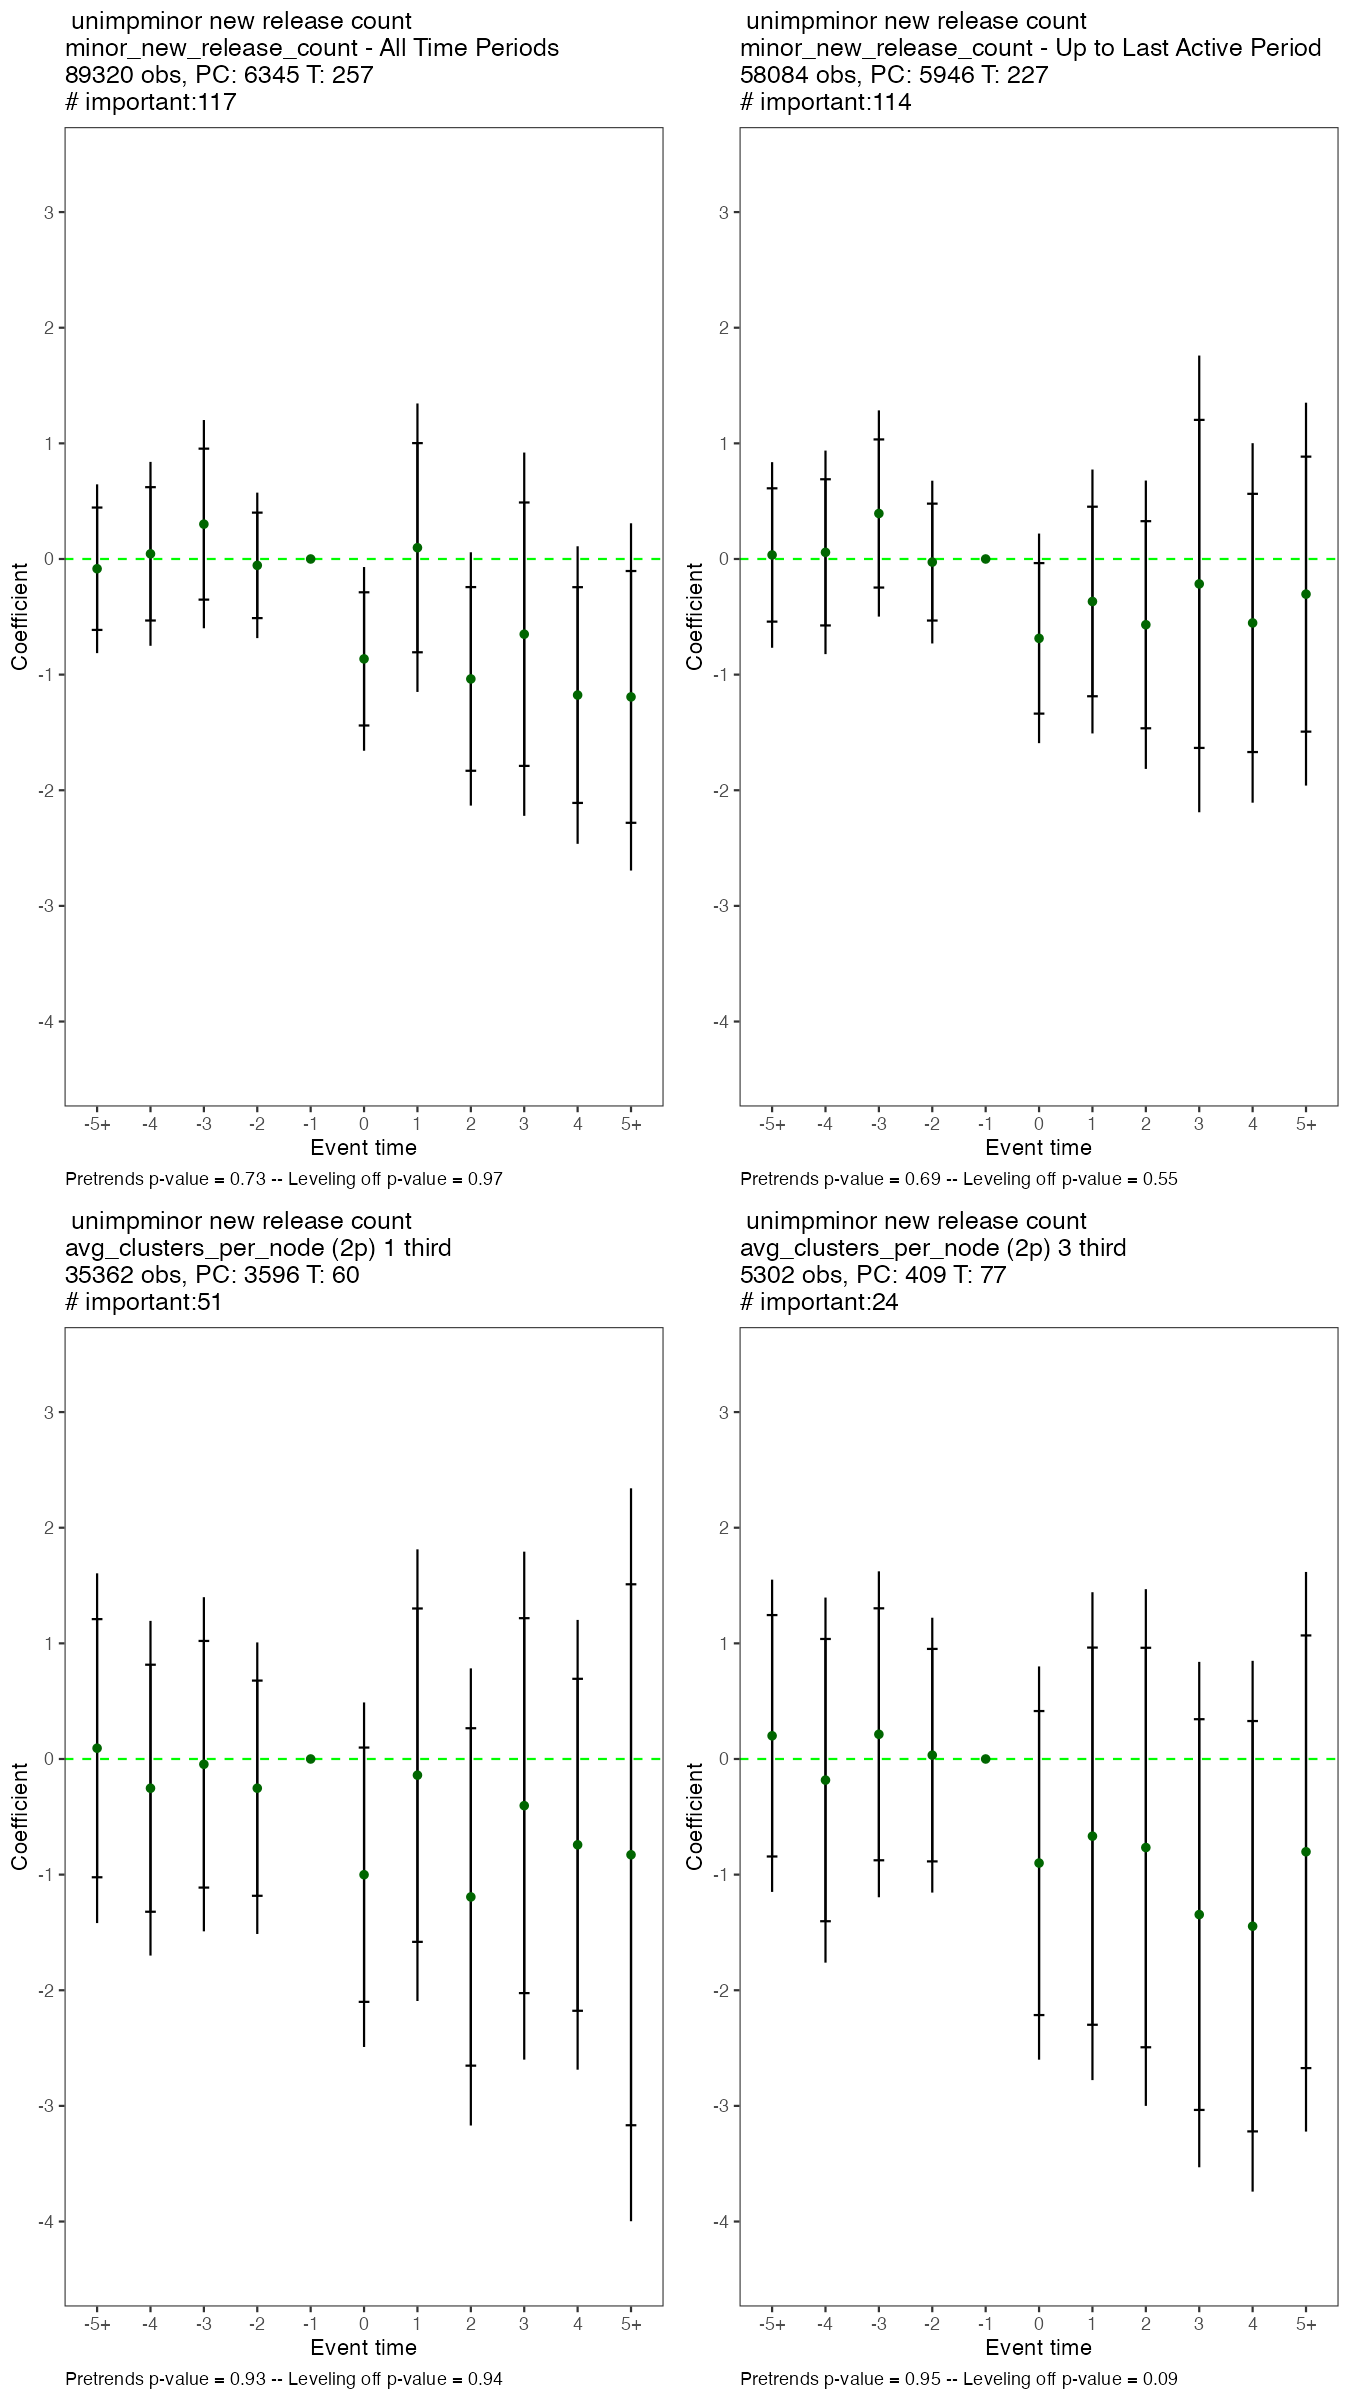 unimpminor new release count
minor_new_release_count - All Time Periods
89320 obs, PC: 6345 T: 257
# important:117
3
2
1
0
-1
-2
-3
-4
Coefficient
-5+ -4 -3 -2 -1 0 1 2 3 4 5+
Event time
Pretrends p-value = 0.73 -- Leveling off p-value = 0.97
unimpminor new release count
minor_new_release_count - Up to Last Active Period
58084 obs, PC: 5946 T: 227
# important:114
3
2
1
0
-1
-2
-3
-4
Coefficient
-5+ -4 -3 -2 -1 0 1 2 3 4 5+
Event time
Pretrends p-value = 0.69 -- Leveling off p-value = 0.55
unimpminor new release count
avg_clusters_per_node (2p) 1 third
35362 obs, PC: 3596 T: 60
# important:51
3
2
1
0
-1
-2
-3
-4
Coefficient
-5+ -4 -3 -2 -1 0 1 2 3 4 5+
Event time
Pretrends p-value = 0.93 -- Leveling off p-value = 0.94
unimpminor new release count
avg_clusters_per_node (2p) 3 third
5302 obs, PC: 409 T: 77
# important:24
3
2
1
0
-1
-2
-3
-4
Coefficient
-5+ -4 -3 -2 -1 0 1 2 3 4 5+
Event time
Pretrends p-value = 0.95 -- Leveling off p-value = 0.09